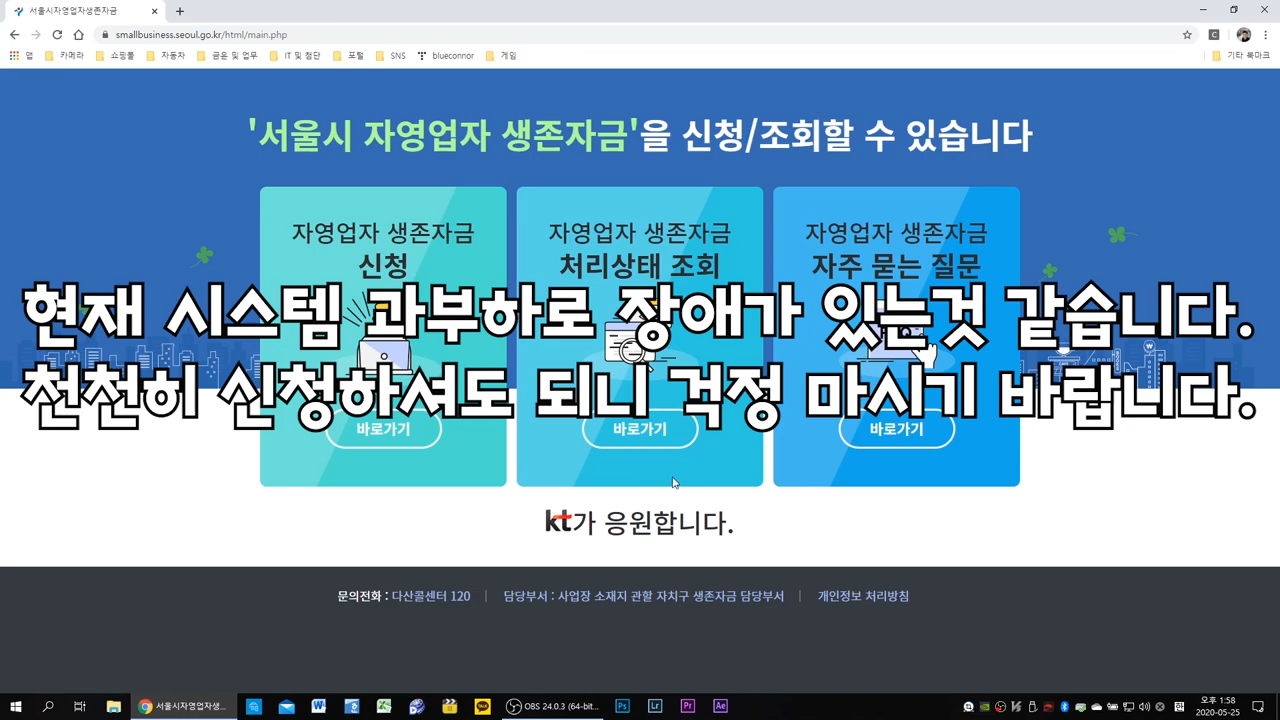 서울시자영업자생존자금
smallbusiness.seoul.go.kr/html/main.php
앱 카메라 쇼핑몰 자동차 금융 및 업무 IT 및 첨단 포털 SNS blueconnor 게임 기타 북마크
'서울시 자영업자 생존자금'을 신청/조회할 수 있습니다
자영업자 생존자금
신청
자영업자 생존자금
처리상태 조회
자영업자 생존자금
자주 묻는 질문
현재 시스템 과부하로 장애가 있는것 같습니다.
천천히 신청하셔도 되니 걱정 마시기 바랍니다.
바로가기 바로가기 바로가기
kt가 응원합니다.
문의전화 : 다산콜센터 120 | 담당부서 : 사업장 소재지 관할 자치구 생존자금 담당부서 | 개인정보 처리방침
서울시자영업자생... OBS 24.0.3 (64-bit... 오후 1:58
2020-05-25